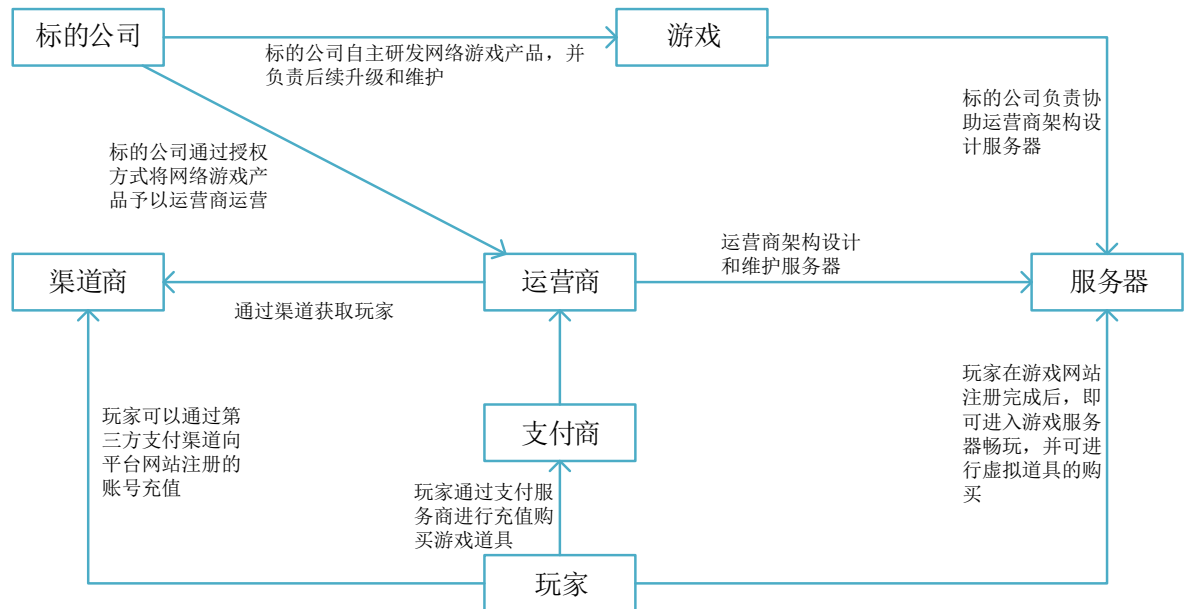 标的公司
游戏
标的公司自主研发网络游戏产品，并
负责后续升级和维护
标的公司负责协
助运营商架构设
计服务器
标的公司通过授权
方式将网络游戏产
品予以运营商运营
渠道商
运营商
服务器
运营商架构设计
和维护服务器
通过渠道获取玩家
玩家可以通过第
三方支付渠道向
平台网站注册的
账号充值
支付商
玩家在游戏网站
注册完成后，即
可进入游戏服务
器畅玩，并可进
行虚拟道具的购
买
玩家通过支付服
务商进行充值购
买游戏道具
玩家